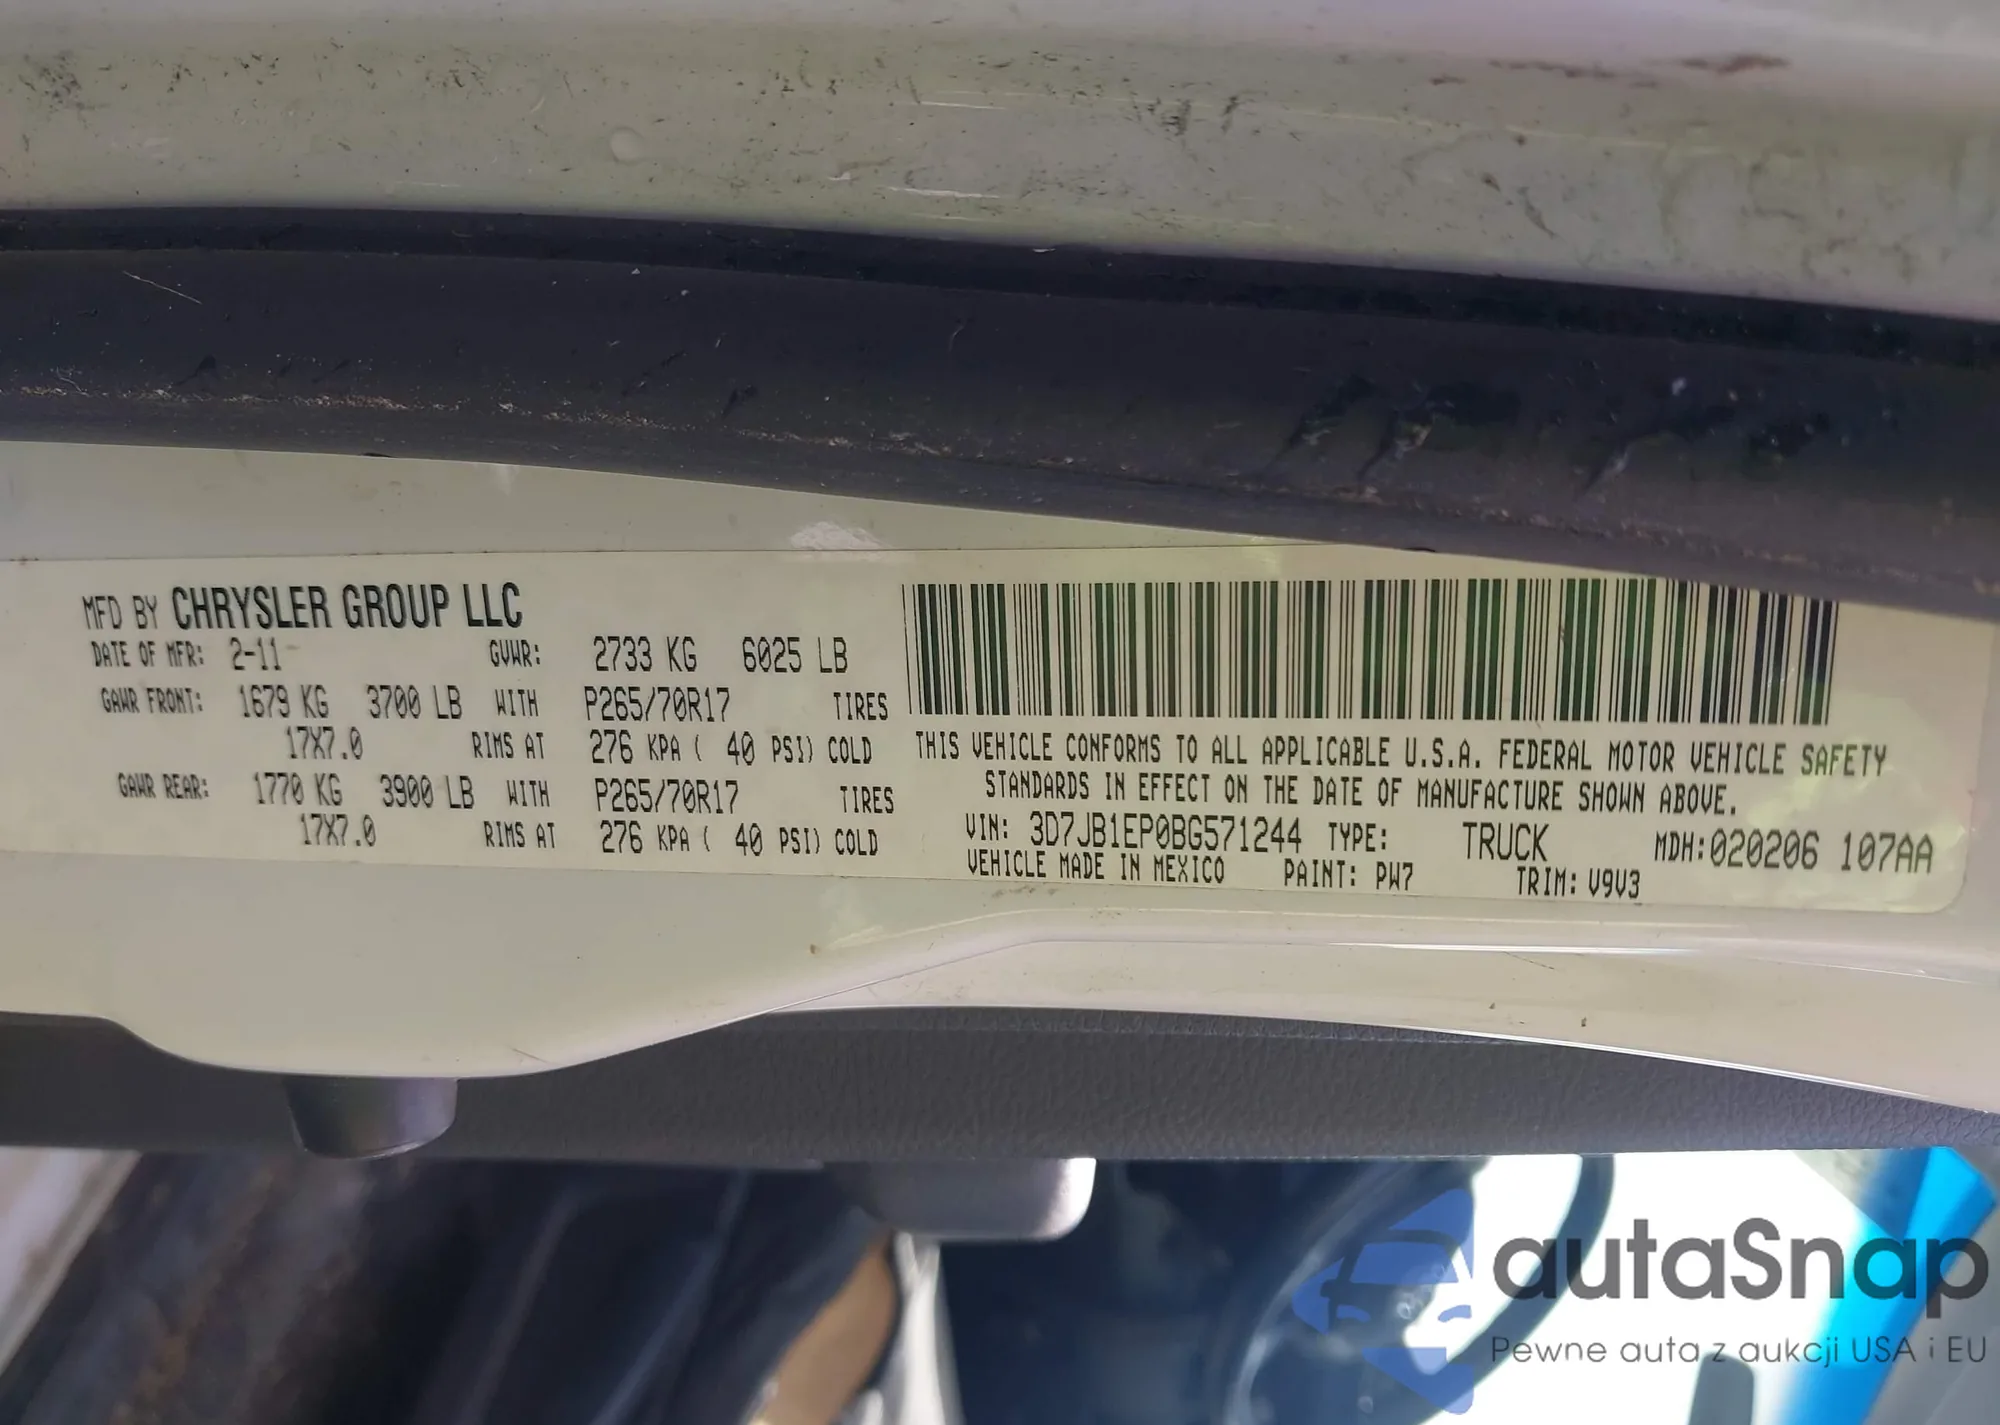 MFD BY CHRYSLER GROUP LLC
DATE OF MFR: 2-11 GVWR: 2733 KG 6025 LB
GAWR FRONT: 1679 KG 3700 LB WITH P265/70R17 TIRES
17X7.0 RIMS AT 276 KPA ( 40 PSI) COLD
GAWR REAR: 1770 KG 3900 LB WITH P265/70R17 TIRES
17X7.0 RIMS AT 276 KPA ( 40 PSI) COLD
THIS VEHICLE CONFORMS TO ALL APPLICABLE U.S.A. FEDERAL MOTOR VEHICLE SAFETY
STANDARDS IN EFFECT ON THE DATE OF MANUFACTURE SHOWN ABOVE.
VIN: 3D7JB1EP0BG571244 TYPE: TRUCK MDH:020206 107AA
VEHICLE MADE IN MEXICO PAINT: PW7 TRIM: V9V3
autaSnap
Pewne auta z aukcji USA i EU